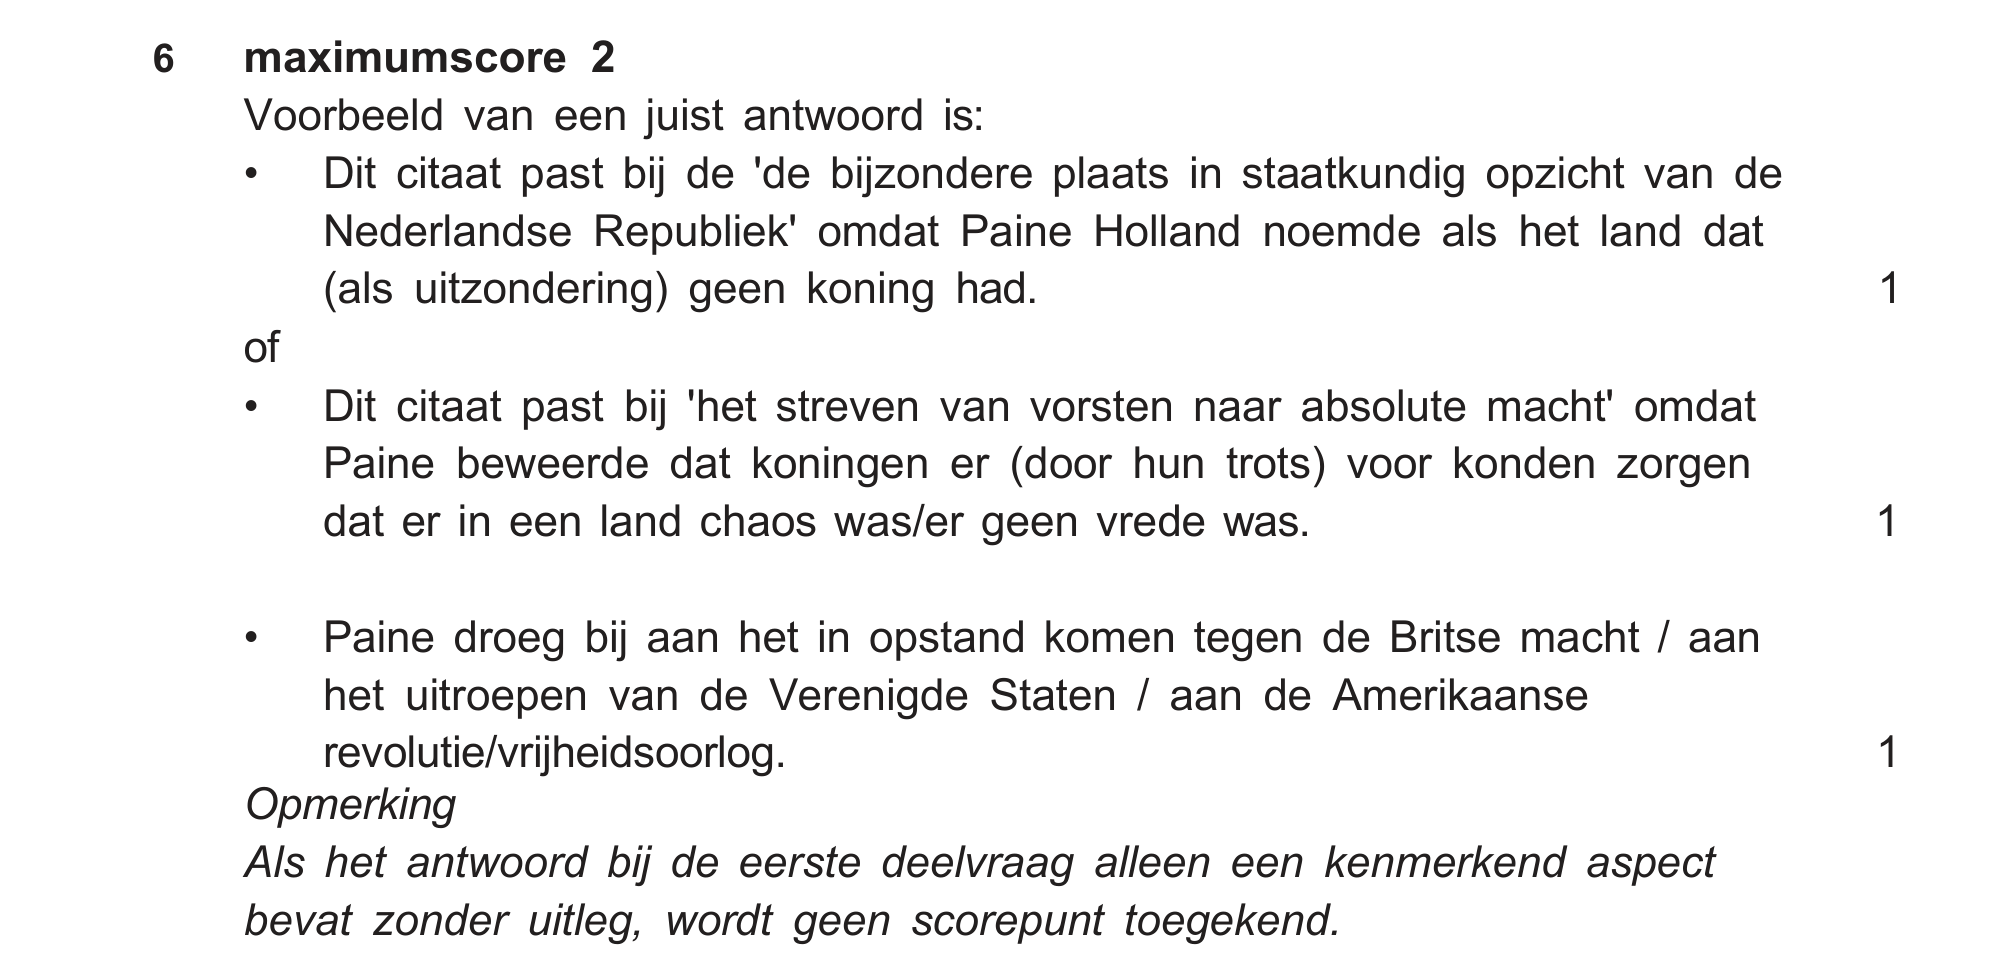 6 maximumscore 2
Voorbeeld van een juist antwoord is:
• Dit citaat past bij de 'de bijzondere plaats in staatkundig opzicht van de
Nederlandse Republiek' omdat Paine Holland noemde als het land dat
(als uitzondering) geen koning had. 1
of
• Dit citaat past bij 'het streven van vorsten naar absolute macht' omdat
Paine beweerde dat koningen er (door hun trots) voor konden zorgen
dat er in een land chaos was/er geen vrede was. 1
• Paine droeg bij aan het in opstand komen tegen de Britse macht / aan
het uitroepen van de Verenigde Staten / aan de Amerikaanse
revolutie/vrijheidsoorlog. 1
Opmerking
Als het antwoord bij de eerste deelvraag alleen een kenmerkend aspect
bevat zonder uitleg, wordt geen scorepunt toegekend.